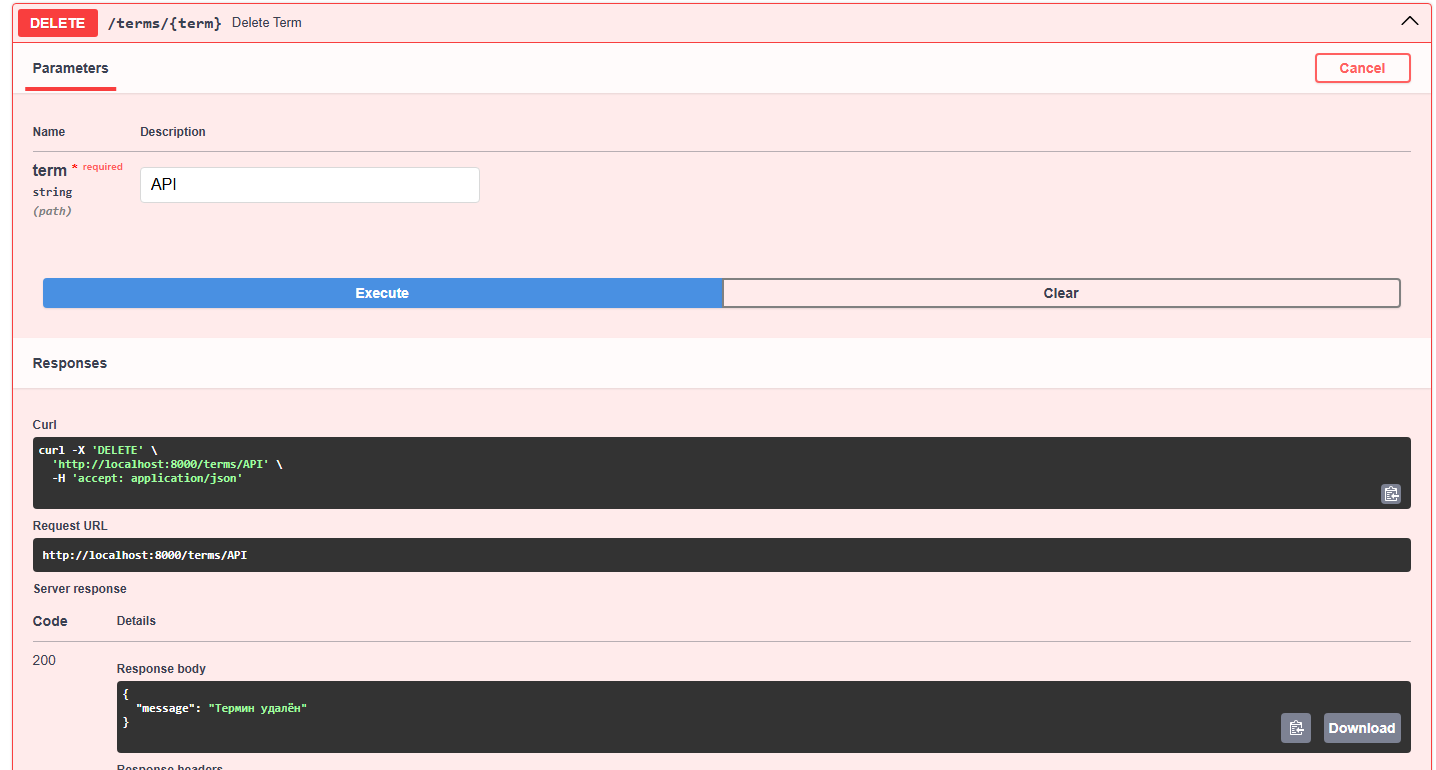 DELETE /terms/{term} Delete Term
Parameters
Cancel
Name Description
term * required
string
(path)
API
Execute
Clear
Responses
Curl
curl -X 'DELETE' \
'http://localhost:8000/terms/API' \
-H 'accept: application/json'
Request URL
http://localhost:8000/terms/API
Server response
Code Details
200
Response body
{
"message": "Термин удалён"
}
Download
Response headers